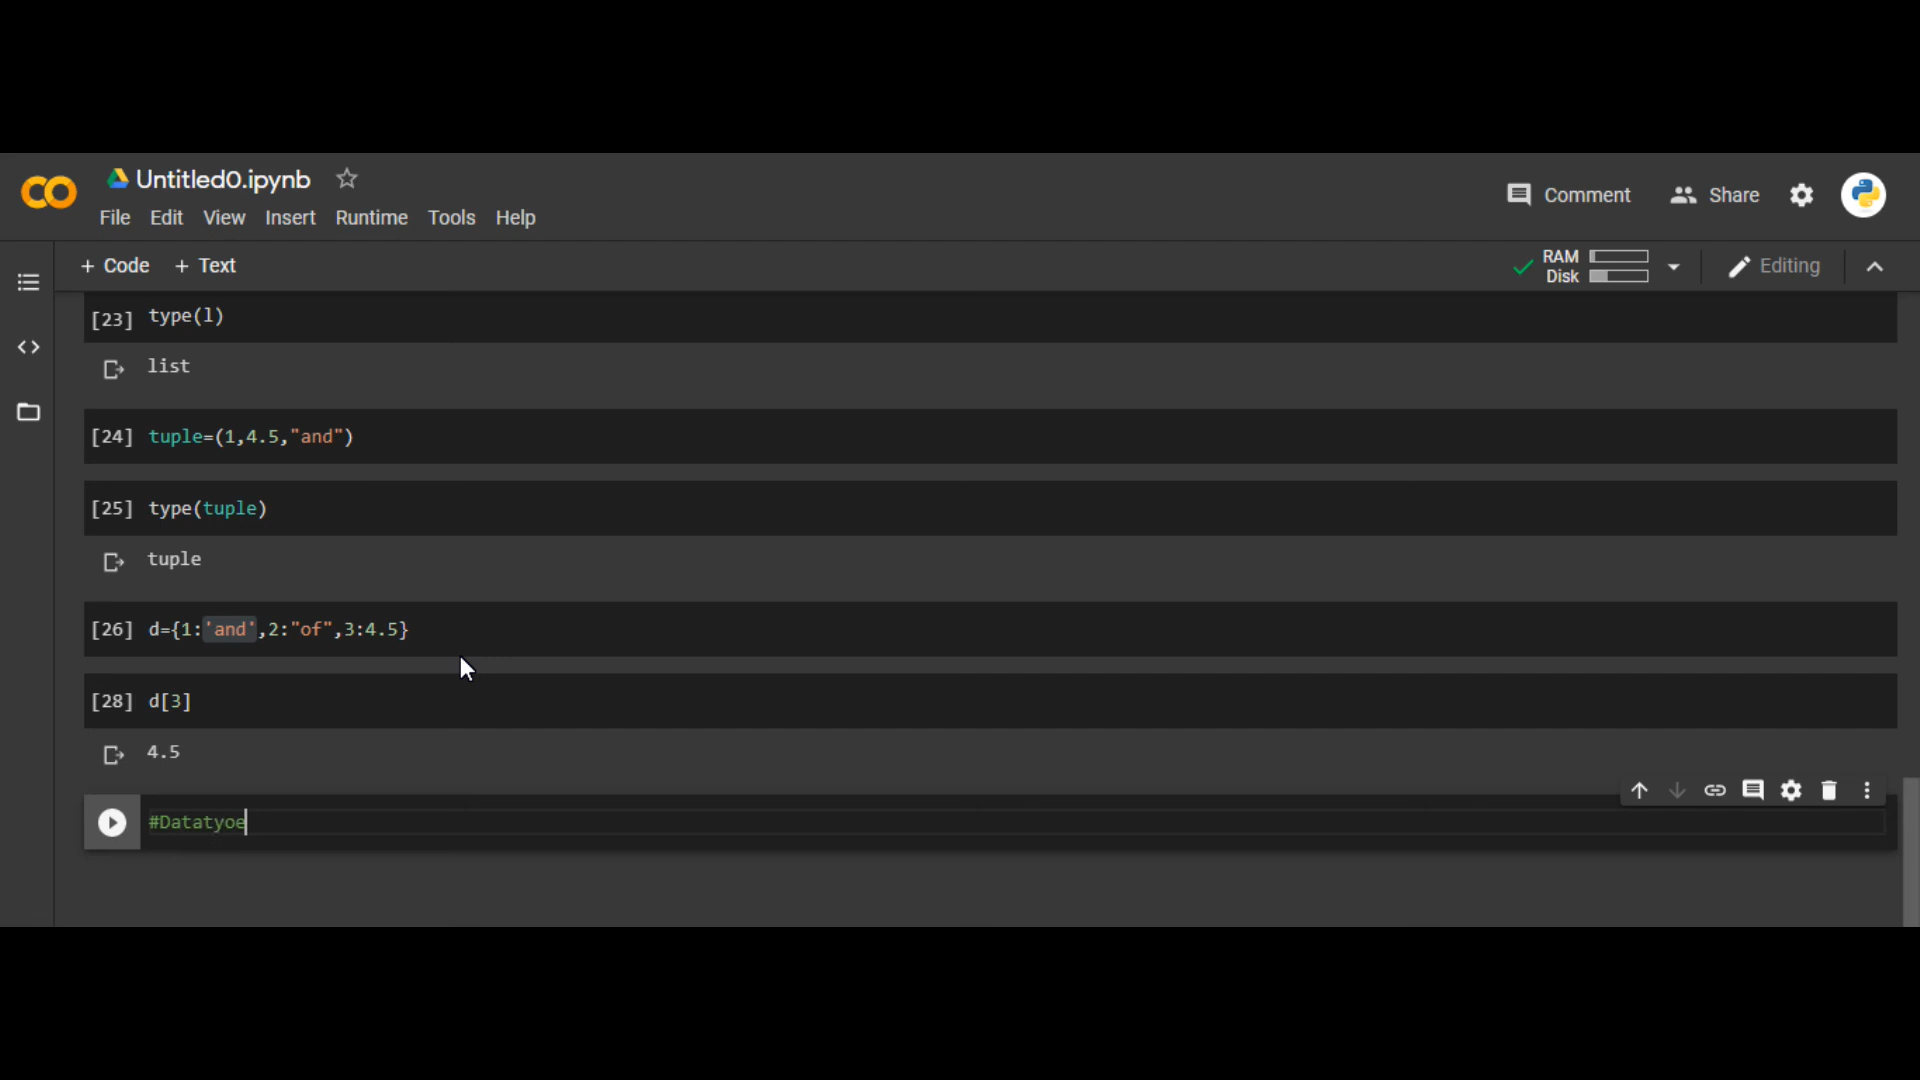 Untitled0.ipynb
File Edit View Insert Runtime Tools Help
Comment Share
+ Code + Text
RAM
Disk
Editing
[23] type(l)
list
[24] tuple=(1,4.5,"and")
[25] type(tuple)
tuple
[26] d={1:'and',2:"of",3:4.5}
[28] d[3]
4.5
#Datatyoe